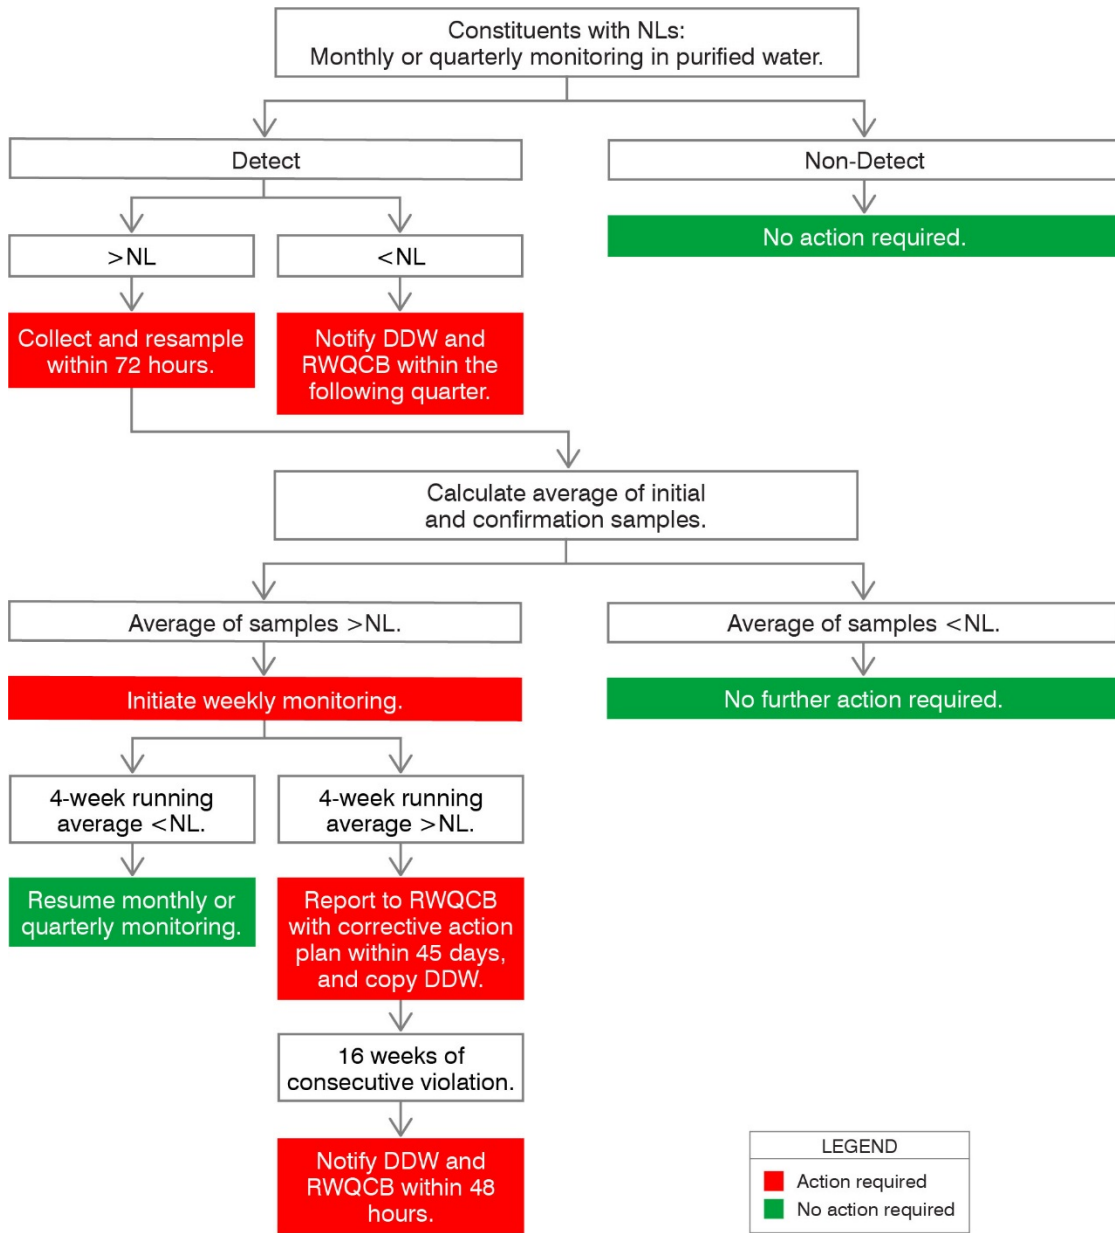 Constituents with NLs:
Monthly or quarterly monitoring in purified water.
Detect
Non-Detect
>NL
<NL
No action required.
Collect and resample
within 72 hours.
Notify DDW and
RWQCB within the
following quarter.
Calculate average of initial
and confirmation samples.
Average of samples >NL.
Average of samples <NL.
Initiate weekly monitoring.
No further action required.
4-week running
average <NL.
4-week running
average >NL.
Resume monthly or
quarterly monitoring.
Report to RWQCB
with corrective action
plan within 45 days,
and copy DDW.
16 weeks of
consecutive violation.
Notify DDW and
RWQCB within 48
hours.
LEGEND
Action required
No action required